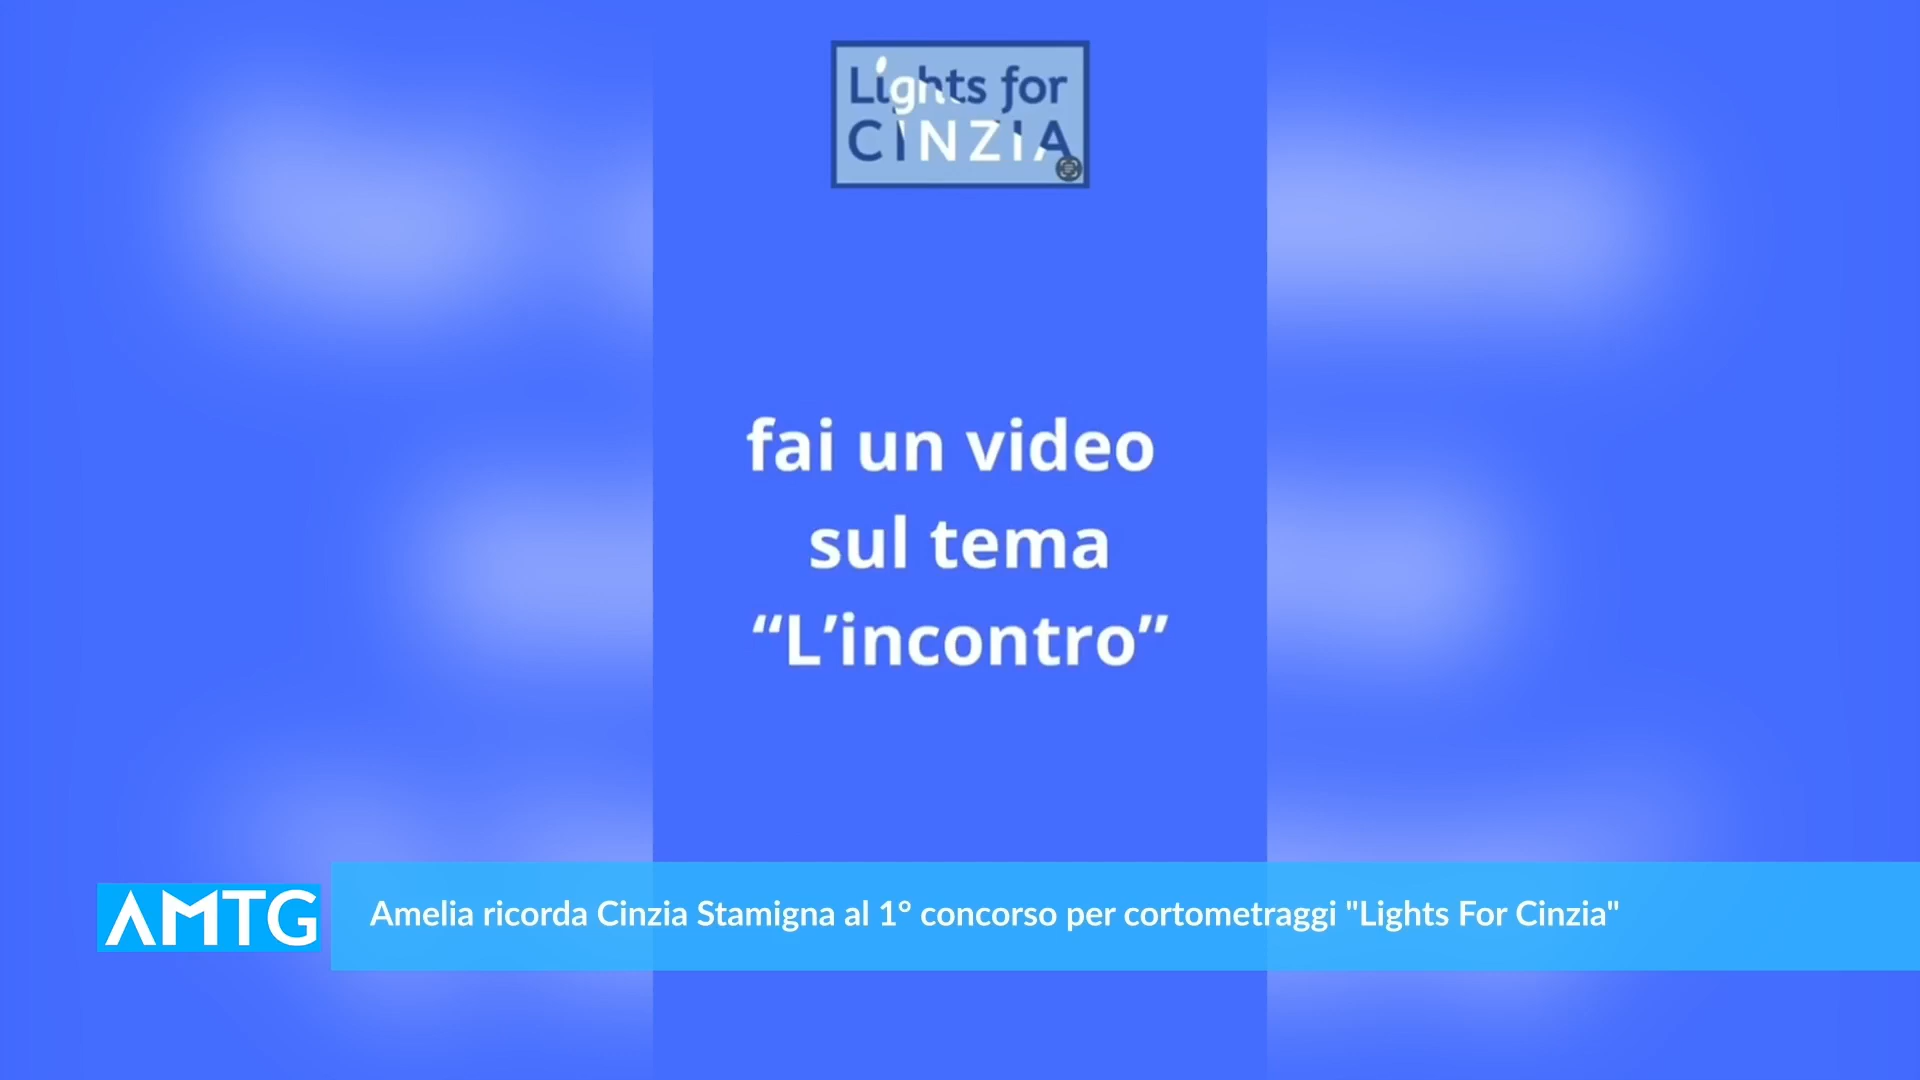 Lights for
CINZIA
fai un video
sul tema
“L’incontro”
AMTG
Amelia ricorda Cinzia Stamigna al 1° concorso per cortometraggi "Lights For Cinzia"